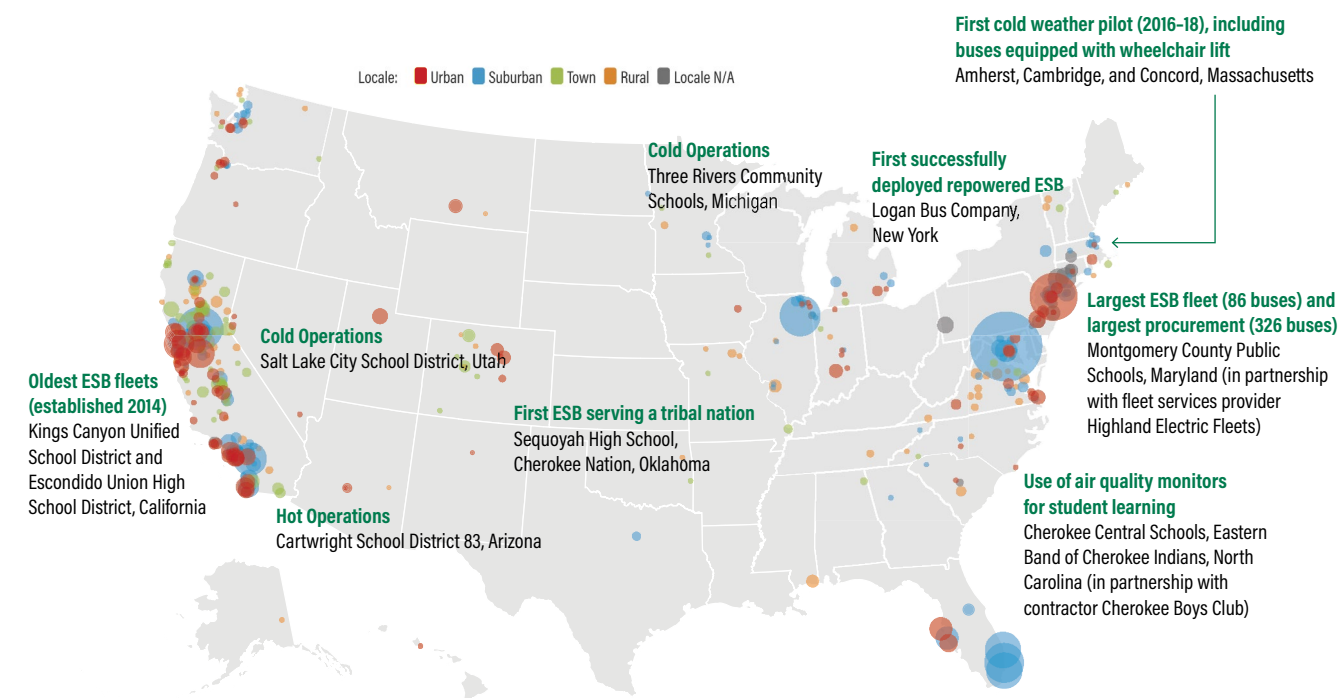 First cold weather pilot (2016–18), including
buses equipped with wheelchair lift
Amherst, Cambridge, and Concord, Massachusetts
Locale: Urban Suburban Town Rural Locale N/A
Cold Operations
Three Rivers Community
Schools, Michigan
First successfully
deployed repowered ESB
Logan Bus Company,
New York
Largest ESB fleet (86 buses) and
largest procurement (326 buses)
Montgomery County Public
Schools, Maryland (in partnership
with fleet services provider
Highland Electric Fleets)
Cold Operations
Salt Lake City School District, Utah
Oldest ESB fleets
(established 2014)
Kings Canyon Unified
School District and
Escondido Union High
School District, California
First ESB serving a tribal nation
Sequoyah High School,
Cherokee Nation, Oklahoma
Hot Operations
Cartwright School District 83, Arizona
Use of air quality monitors
for student learning
Cherokee Central Schools, Eastern
Band of Cherokee Indians, North
Carolina (in partnership with
contractor Cherokee Boys Club)